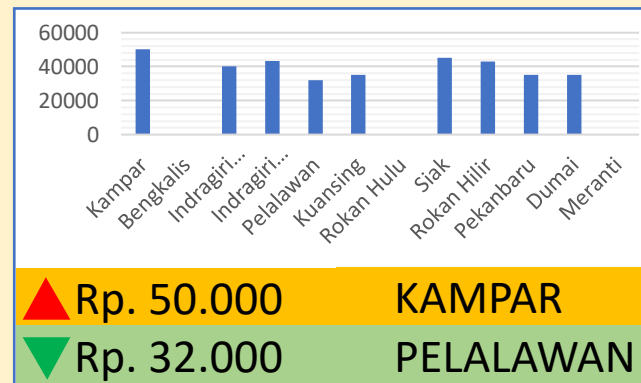 60000
40000
20000
0
Kampar
Bengkalis
Indragiri...
Indragiri...
Pelalawan
Kuansing
Rokan Hulu
Siak
Rokan Hilir
Pekanbaru
Dumai
Meranti
Rp. 50.000 KAMPAR
Rp. 32.000 PELALAWAN